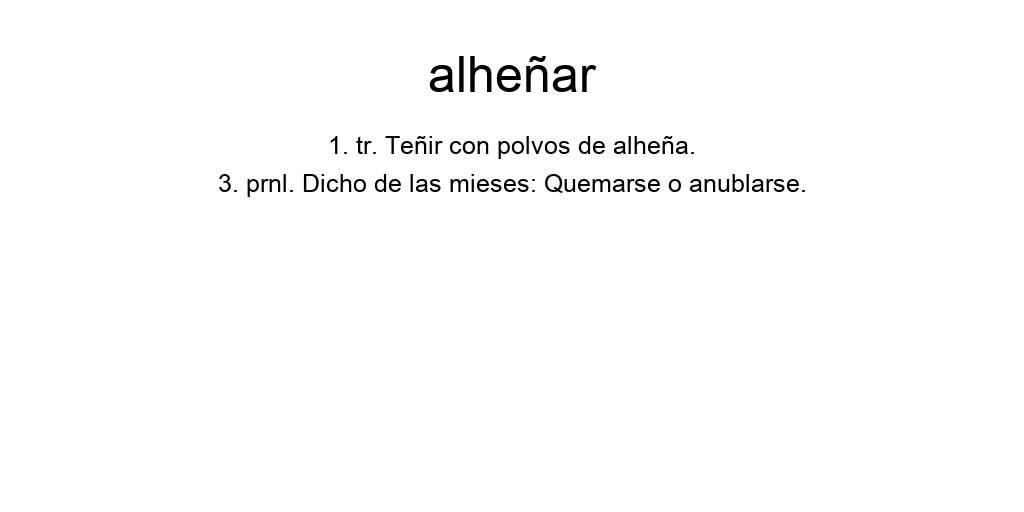 alheñar
1. tr. Teñir con polvos de alheña.
3. prnl. Dicho de las mieses: Quemarse o anublarse.